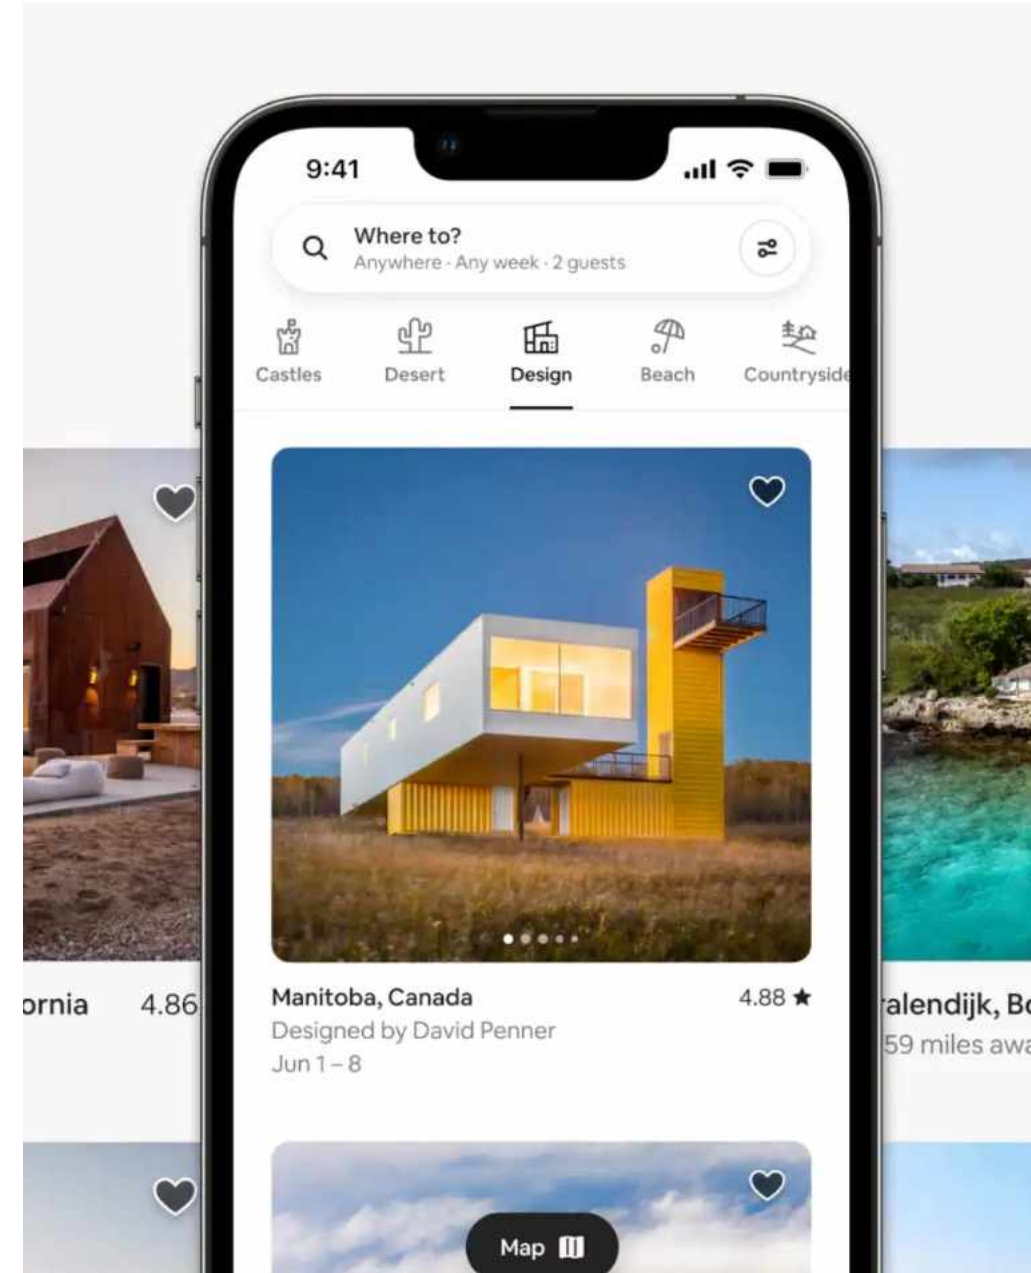 9:41
Where to?
Anywhere · Any week · 2 guests
Castles
Desert
Design
Beach
Countryside
ornia 4.86
Manitoba, Canada 4.88 ★
Designed by David Penner
Jun 1 – 8
alendijk, Bo
59 miles awa
Map